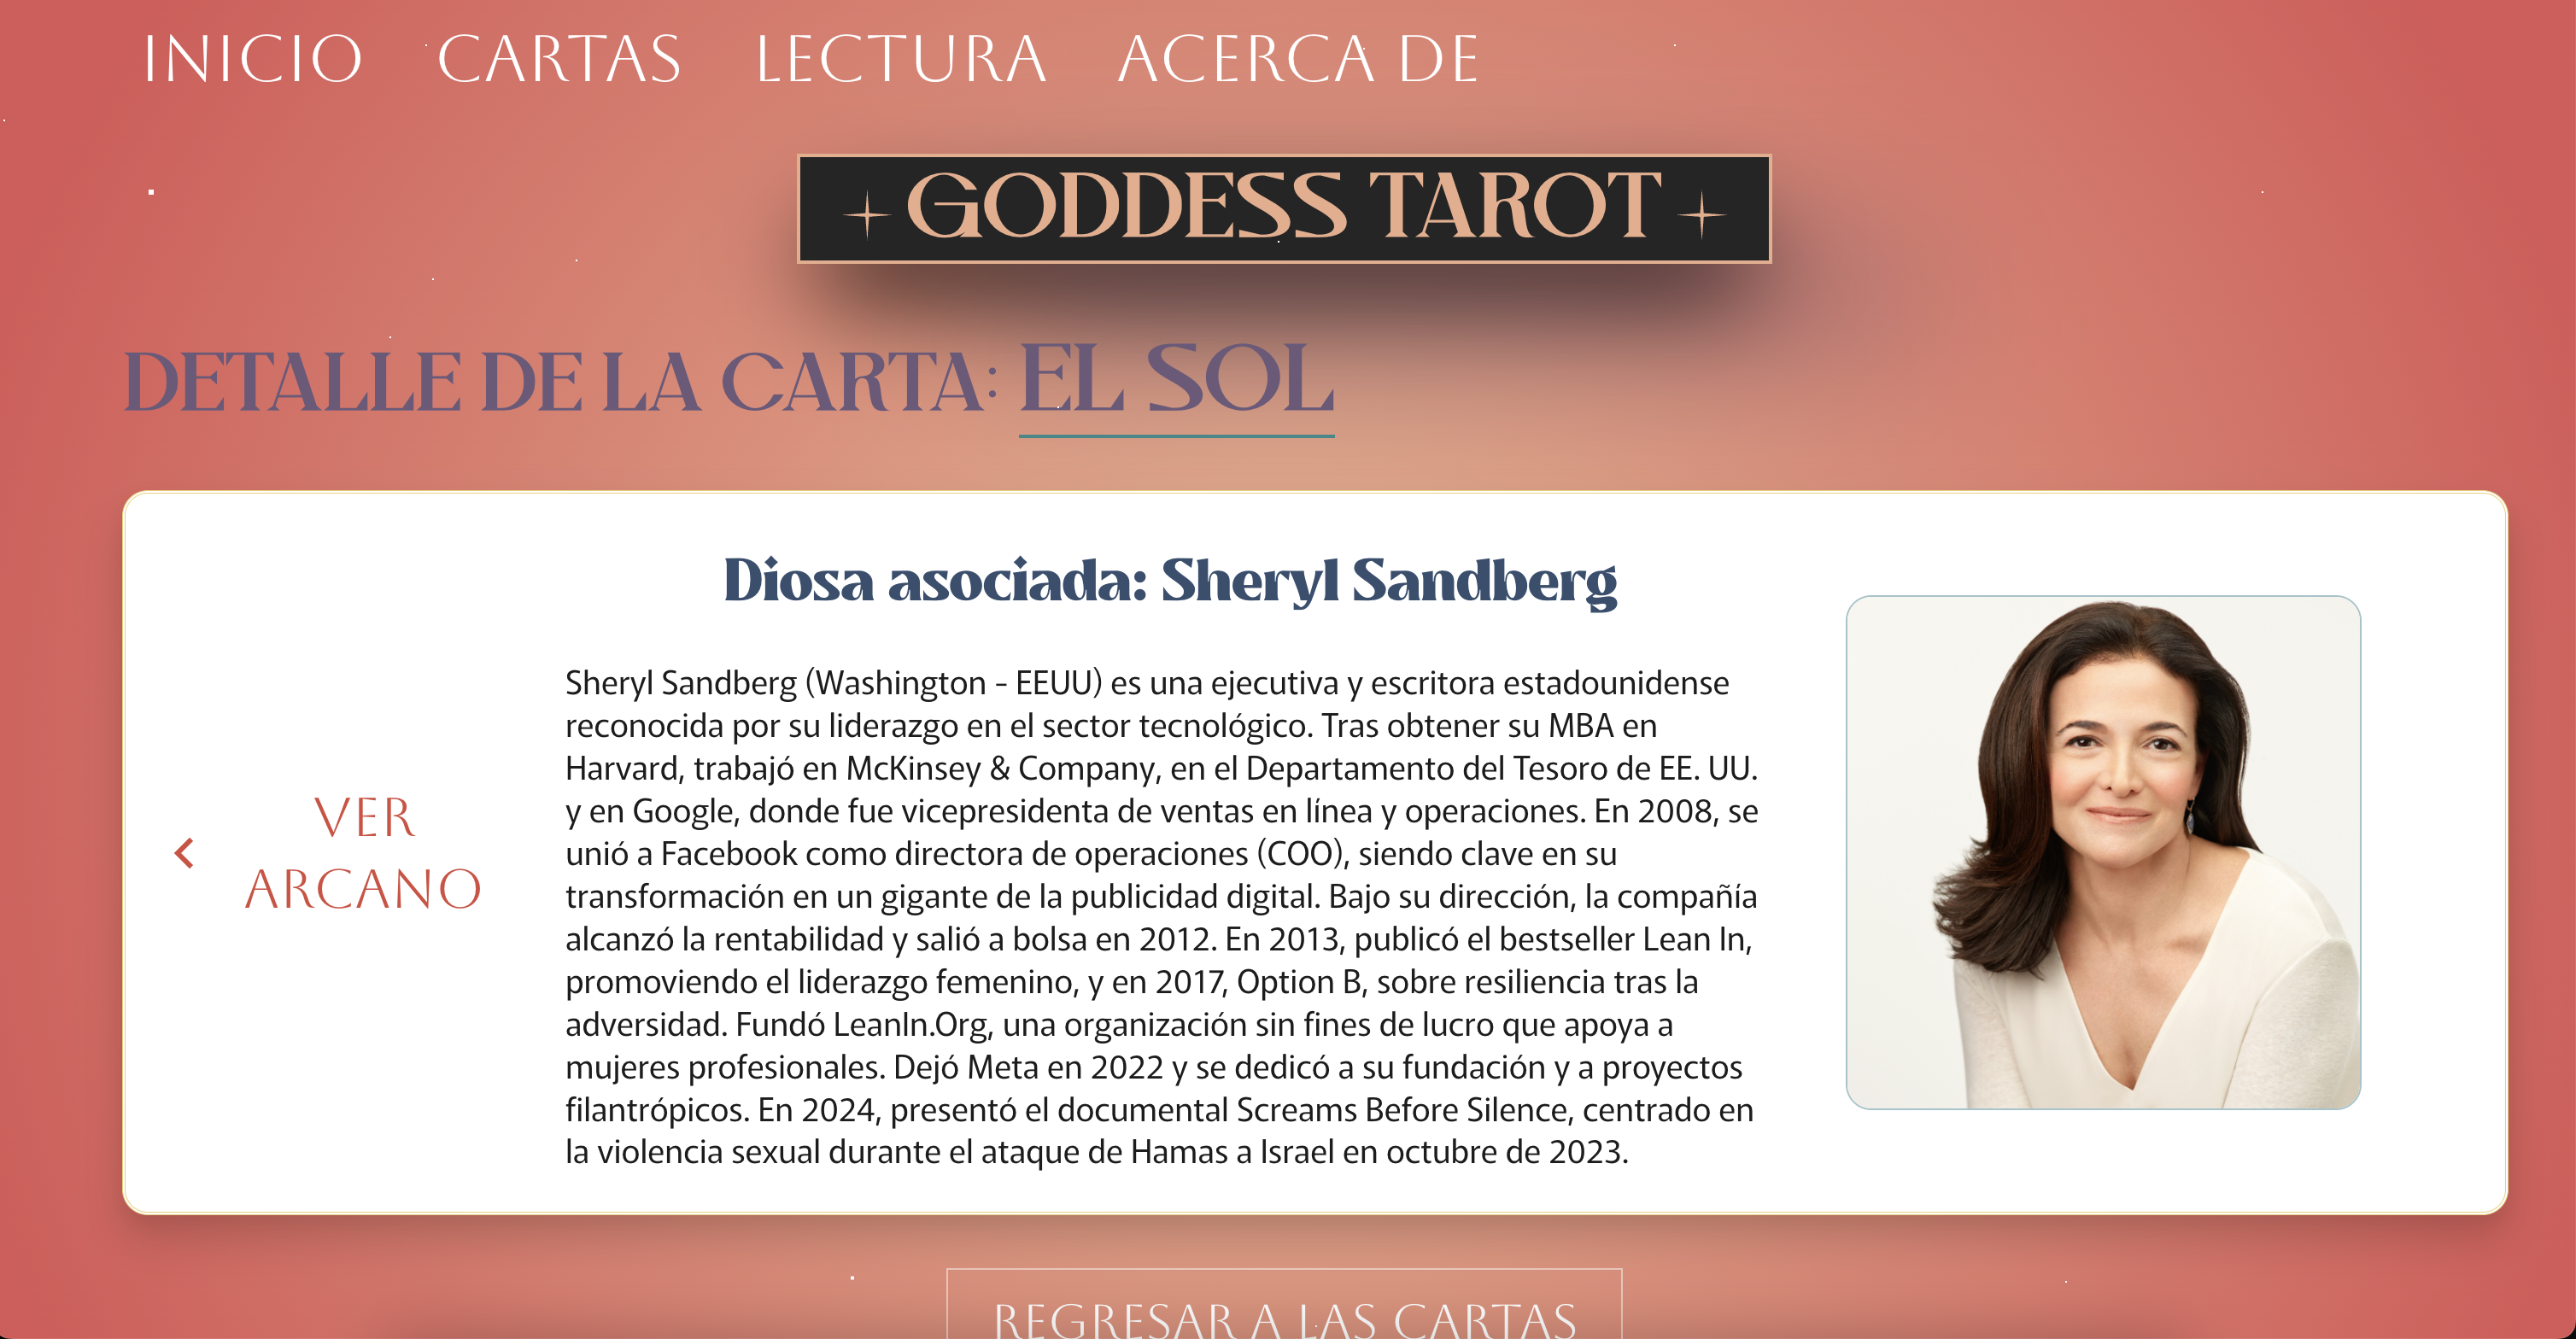 INICIO CARTAS LECTURA ACERCA DE
GODDESS TAROT
DETALLE DE LA CARTA: EL SOL
Diosa asociada: Sheryl Sandberg
Sheryl Sandberg (Washington - EEUU) es una ejecutiva y escritora estadounidense
reconocida por su liderazgo en el sector tecnológico. Tras obtener su MBA en
Harvard, trabajó en McKinsey & Company, en el Departamento del Tesoro de EE. UU.
y en Google, donde fue vicepresidenta de ventas en línea y operaciones. En 2008, se
unió a Facebook como directora de operaciones (COO), siendo clave en su
transformación en un gigante de la publicidad digital. Bajo su dirección, la compañía
alcanzó la rentabilidad y salió a bolsa en 2012. En 2013, publicó el bestseller Lean In,
promoviendo el liderazgo femenino, y en 2017, Option B, sobre resiliencia tras la
adversidad. Fundó LeanIn.Org, una organización sin fines de lucro que apoya a
mujeres profesionales. Dejó Meta en 2022 y se dedicó a su fundación y a proyectos
filantrópicos. En 2024, presentó el documental Screams Before Silence, centrado en
la violencia sexual durante el ataque de Hamas a Israel en octubre de 2023.
VER
ARCANO
REGRESAR A LAS CARTAS